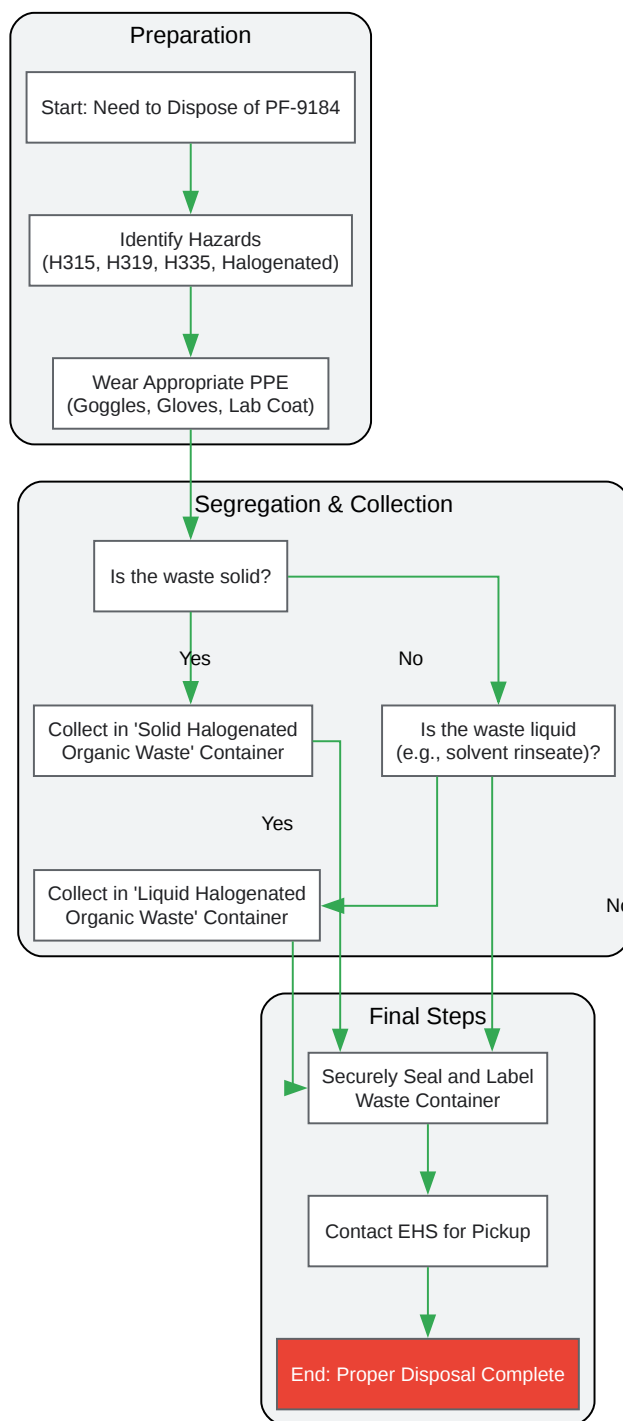 Preparation
Start: Need to Dispose of PF-9184
Identify Hazards
(H315, H319, H335, Halogenated)
Wear Appropriate PPE
(Goggles, Gloves, Lab Coat)
Segregation & Collection
Is the waste solid?
Yes
No
Collect in 'Solid Halogenated
Organic Waste' Container
Is the waste liquid
(e.g., solvent rinseate)?
Yes
Collect in 'Liquid Halogenated
Organic Waste' Container
No
Final Steps
Securely Seal and Label
Waste Container
Contact EHS for Pickup
End: Proper Disposal Complete